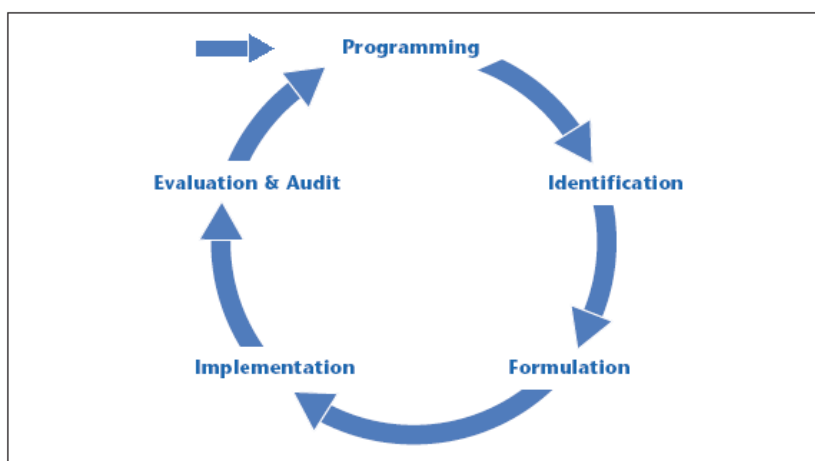 Programming
Evaluation & Audit
Identification
Implementation
Formulation